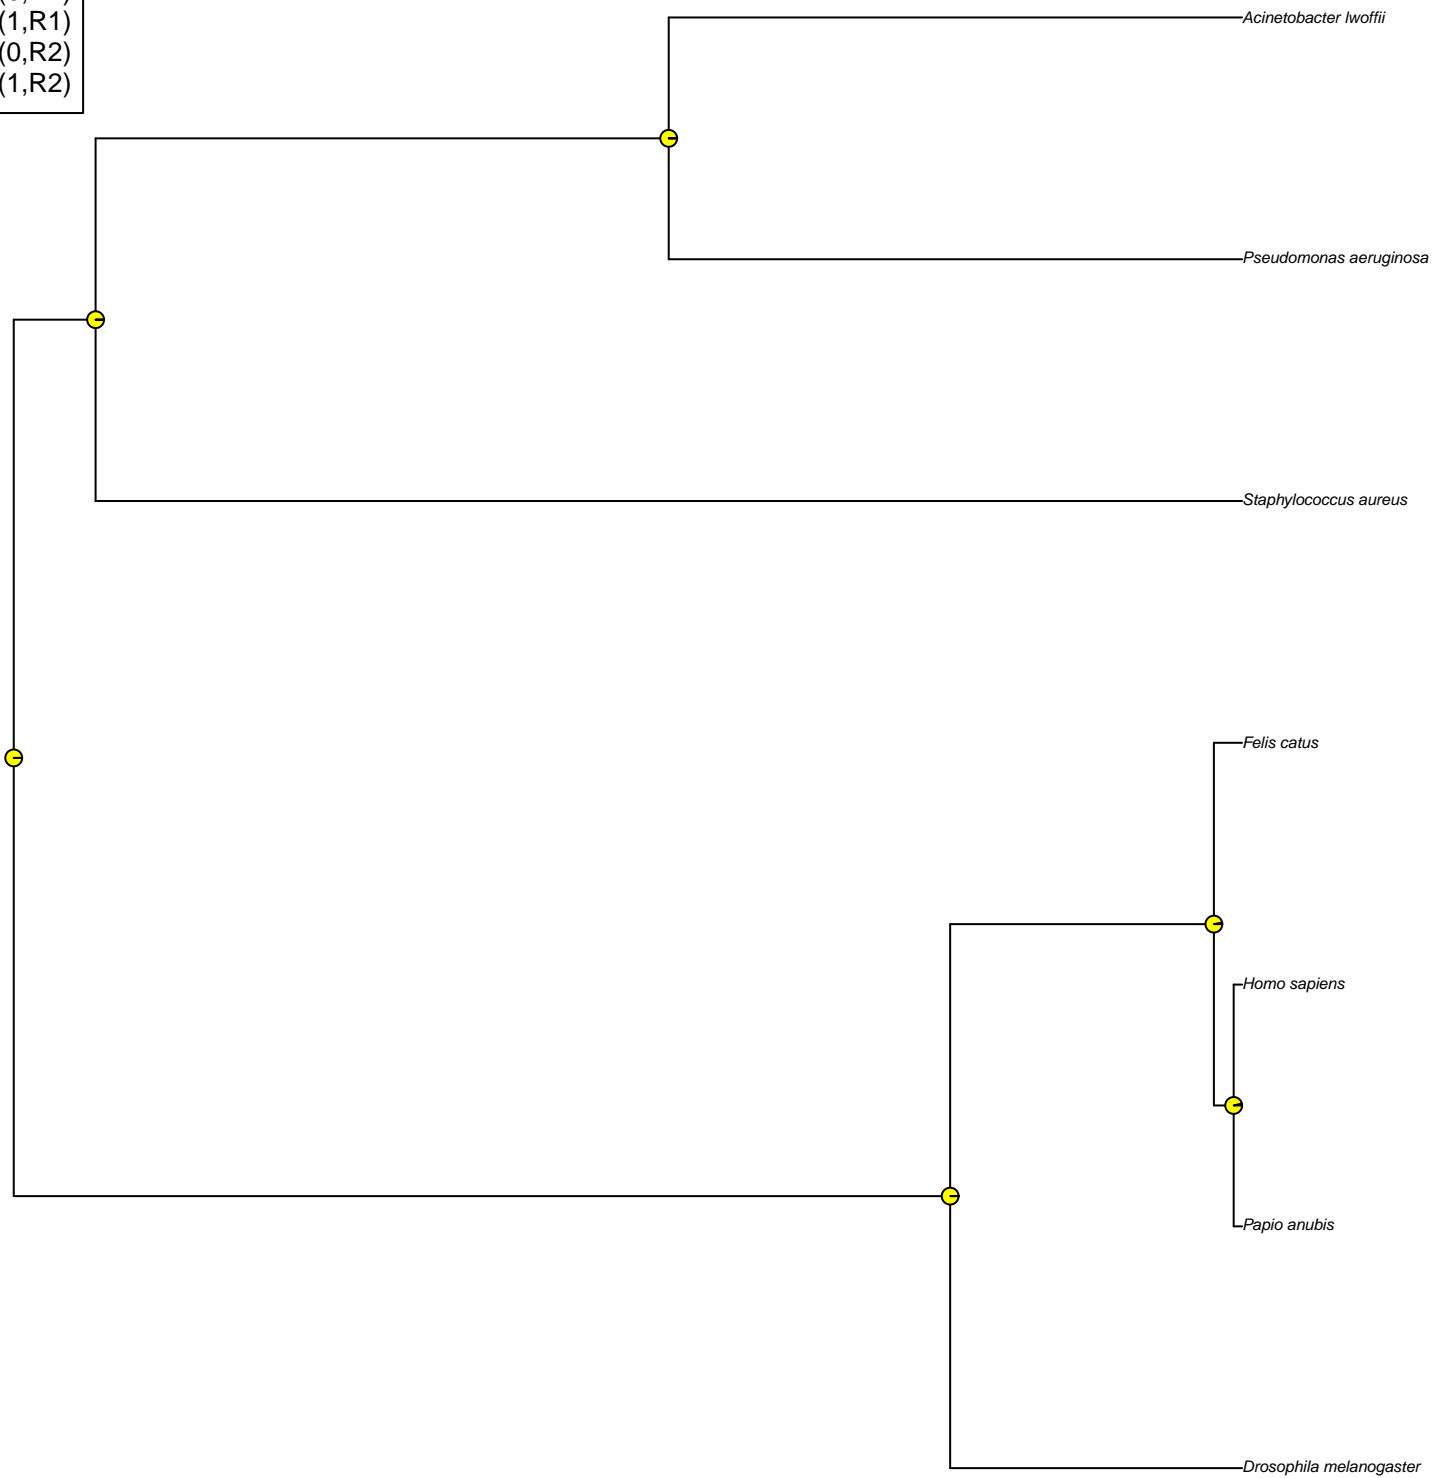 (1,R1)
(0,R2)
(1,R2)
Acinetobacter lwoffii
Pseudomonas aeruginosa
Staphylococcus aureus
Felis catus
Homo sapiens
Papio anubis
Drosophila melanogaster